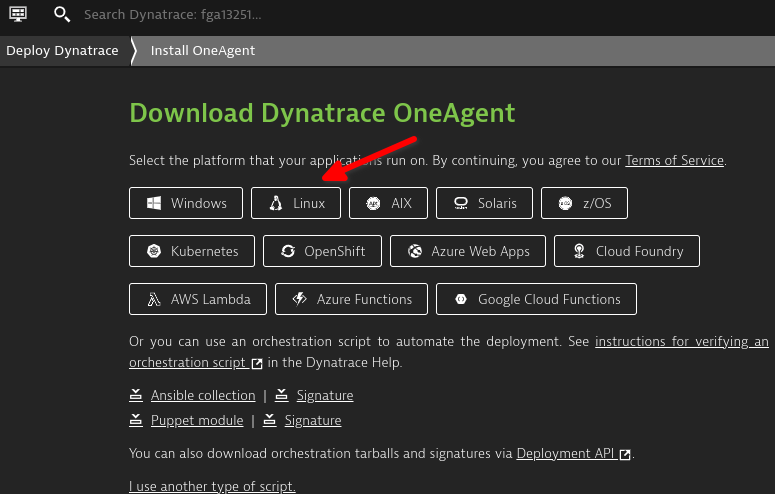 Search Dynatrace: fga13251...
Deploy Dynatrace Install OneAgent
Download Dynatrace OneAgent
Select the platform that your applications run on. By continuing, you agree to our Terms of Service.
Windows Linux AIX Solaris z/OS
Kubernetes OpenShift Azure Web Apps Cloud Foundry
AWS Lambda Azure Functions Google Cloud Functions
Or you can use an orchestration script to automate the deployment. See instructions for verifying an
orchestration script in the Dynatrace Help.
Ansible collection | Signature
Puppet module | Signature
You can also download orchestration tarballs and signatures via Deployment API.
I use another type of script.